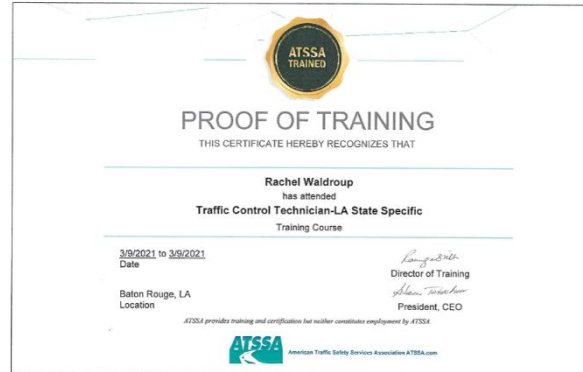 ATSSA
TRAINED
PROOF OF TRAINING
THIS CERTIFICATE HEREBY RECOGNIZES THAT
Rachel Waldroup
has attended
Traffic Control Technician-LA State Specific
Training Course
3/9/2021 to 3/9/2021
Date
Director of Training
Baton Rouge, LA
Location
President, CEO
ATSSA provides training and certification but neither constitutes employment by ATSSA.
ATSSA
American Traffic Safety Services Association ATSSA.com